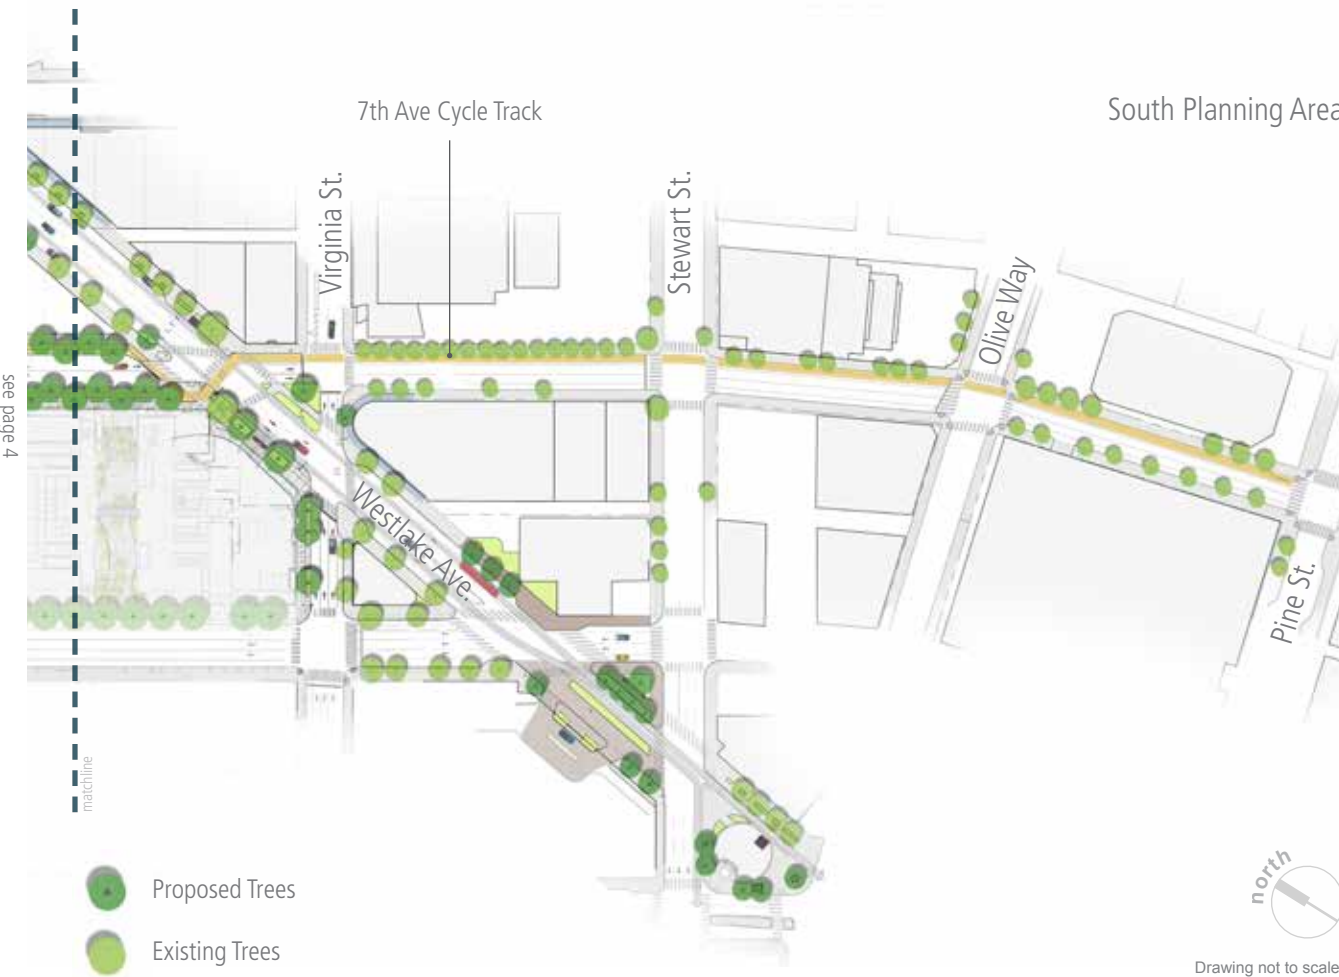 7th Ave Cycle Track
South Planning Area
Virginia St.
Stewart St.
Olive Way
see page 4
Westlake Ave.
Pine St.
matchline
Proposed Trees
Existing Trees
north
Drawing not to scale